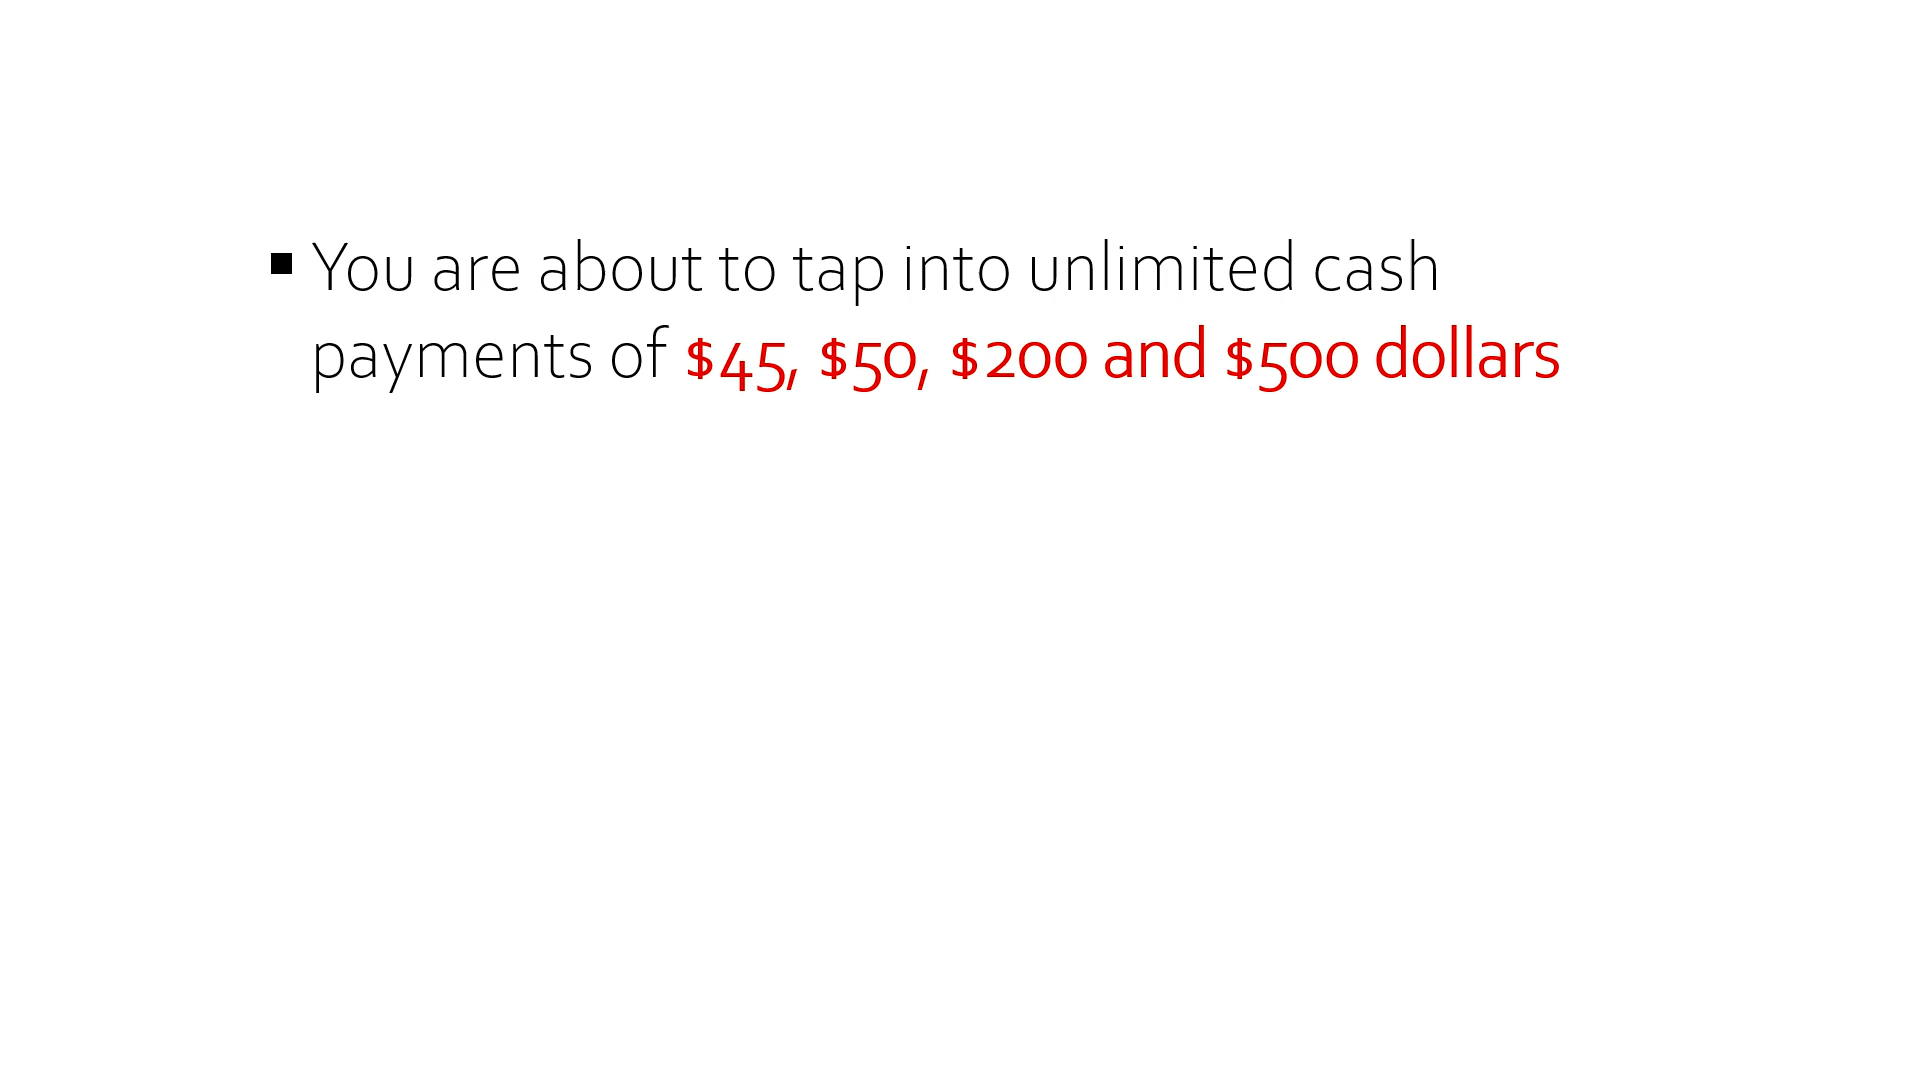 ▪ You are about to tap into unlimited cash
payments of $45, $50, $200 and $500 dollars